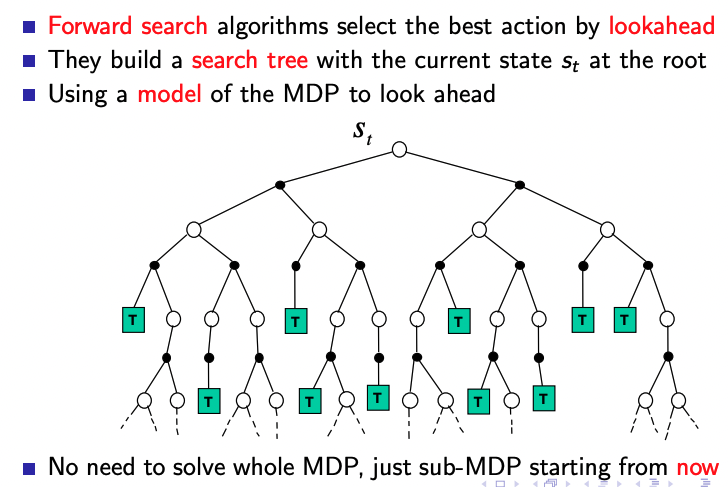 Forward search algorithms select the best action by lookahead
They build a search tree with the current state sₜ at the root
Using a model of the MDP to look ahead
sₜ
T T T T T
T T T T T
No need to solve whole MDP, just sub-MDP starting from now